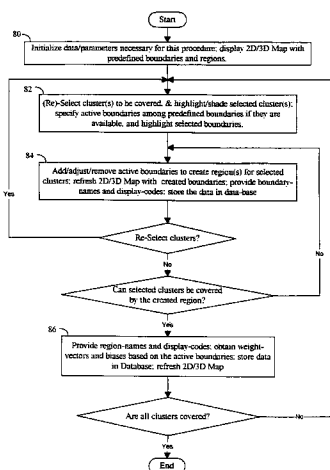 Start
80
Initialize data/parameters necessary for this procedure; display 2D/3D Map with
predefined boundaries and regions.
82
(Re)-Select cluster(s) to be covered, & highlight/shade selected cluster(s);
specify active boundaries among predefined boundaries if they are
available, and highlight selected boundaries.
84
Add/adjust/remove active boundaries to create region(s) for selected
clusters; refresh 2D/3D Map with created boundaries; provide boundary-
names and display-codes; store the data in data-base
Yes
Re-Select clusters?
No
No
Can selected clusters be covered
by the created region?
Yes
86
Provide region-names and display-codes; obtain weight-
vectors and biases based on the active boundaries; store data
in Database; refresh 2D/3D Map
Are all clusters covered?
No
Yes
End